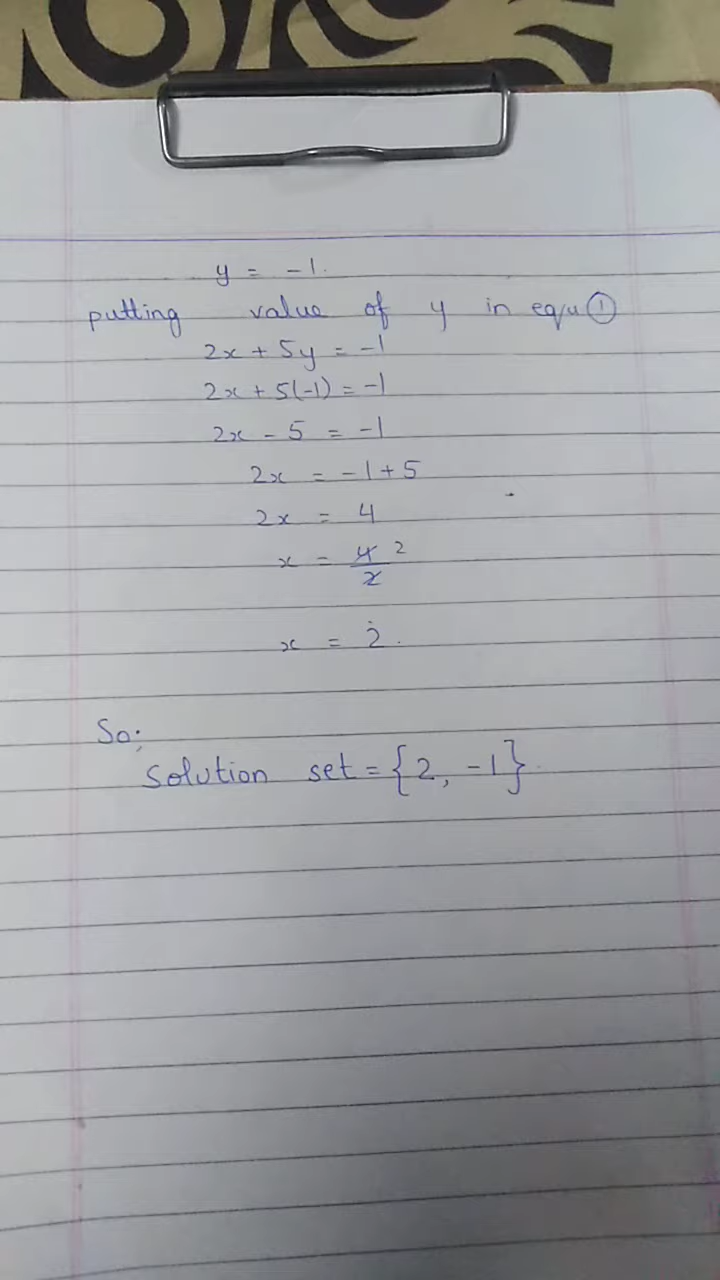 y = -1.
putting value of y in equ ①
2x + 5y = -1
2x + 5(-1) = -1
2x - 5 = -1
2x = -1 + 5
2x = 4
x = 4/2 2
x = 2.
So;
Solution set = {2, -1}.